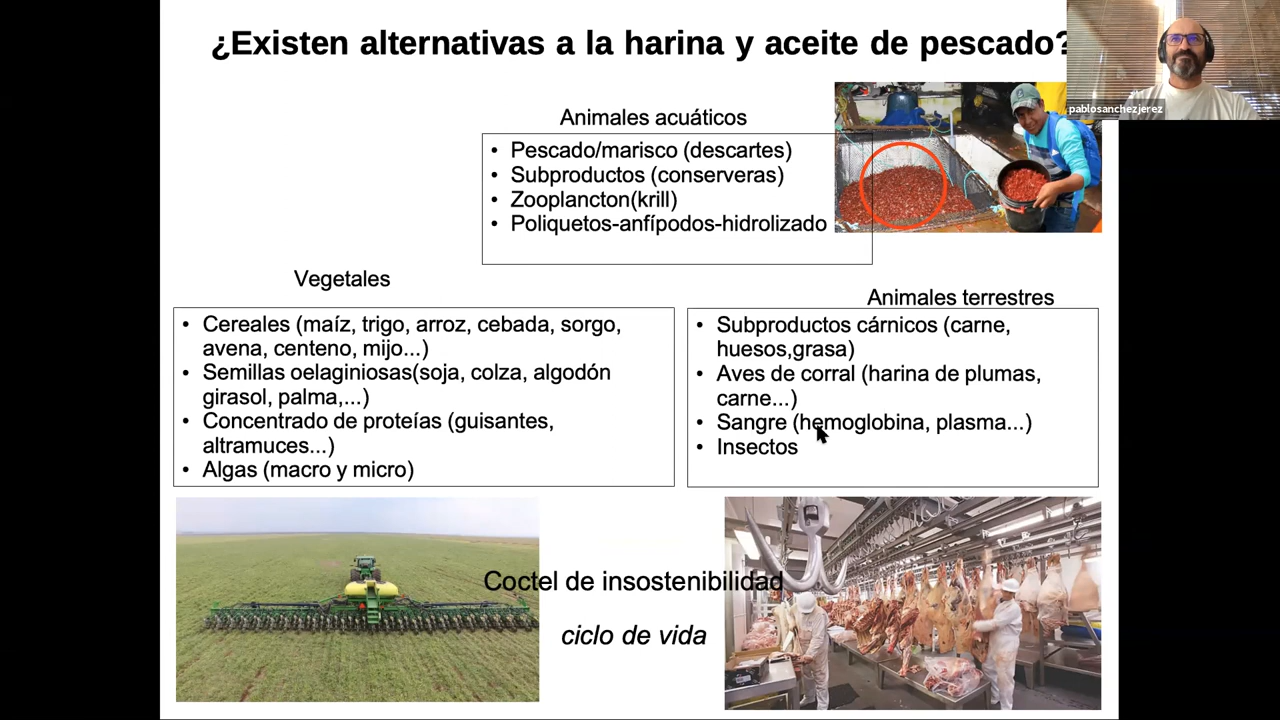 ¿Existen alternativas a la harina y aceite de pescado?
pablosanchezjerez
Animales acuáticos
• Pescado/marisco (descartes)
• Subproductos (conserveras)
• Zooplancton(krill)
• Poliquetos-anfípodos-hidrolizado
Vegetales
• Cereales (maíz, trigo, arroz, cebada, sorgo,
avena, centeno, mijo...)
• Semillas oelaginiosas(soja, colza, algodón
girasol, palma,...)
• Concentrado de proteías (guisantes,
altramuces...)
• Algas (macro y micro)
Animales terrestres
• Subproductos cárnicos (carne,
huesos,grasa)
• Aves de corral (harina de plumas,
carne...)
• Sangre (hemoglobina, plasma...)
• Insectos
Coctel de insostenibilidad
ciclo de vida